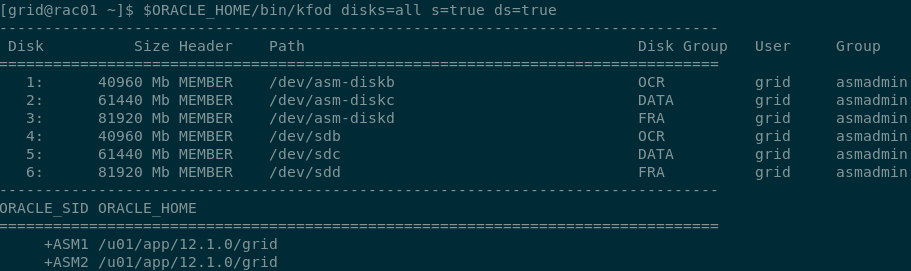 [grid@rac01 ~]$ $ORACLE_HOME/bin/kfod disks=all s=true ds=true
--------------------------------------------------------------------------------
 Disk          Size Header    Path                                     Disk Group   User     Group
================================================================================
   1:      40960 Mb MEMBER    /dev/asm-diskb                           OCR          grid     asmadmin
   2:      61440 Mb MEMBER    /dev/asm-diskc                           DATA         grid     asmadmin
   3:      81920 Mb MEMBER    /dev/asm-diskd                           FRA          grid     asmadmin
   4:      40960 Mb MEMBER    /dev/sdb                                 OCR          grid     asmadmin
   5:      61440 Mb MEMBER    /dev/sdc                                 DATA         grid     asmadmin
   6:      81920 Mb MEMBER    /dev/sdd                                 FRA          grid     asmadmin
--------------------------------------------------------------------------------
ORACLE_SID ORACLE_HOME
================================================================================
     +ASM1 /u01/app/12.1.0/grid
     +ASM2 /u01/app/12.1.0/grid